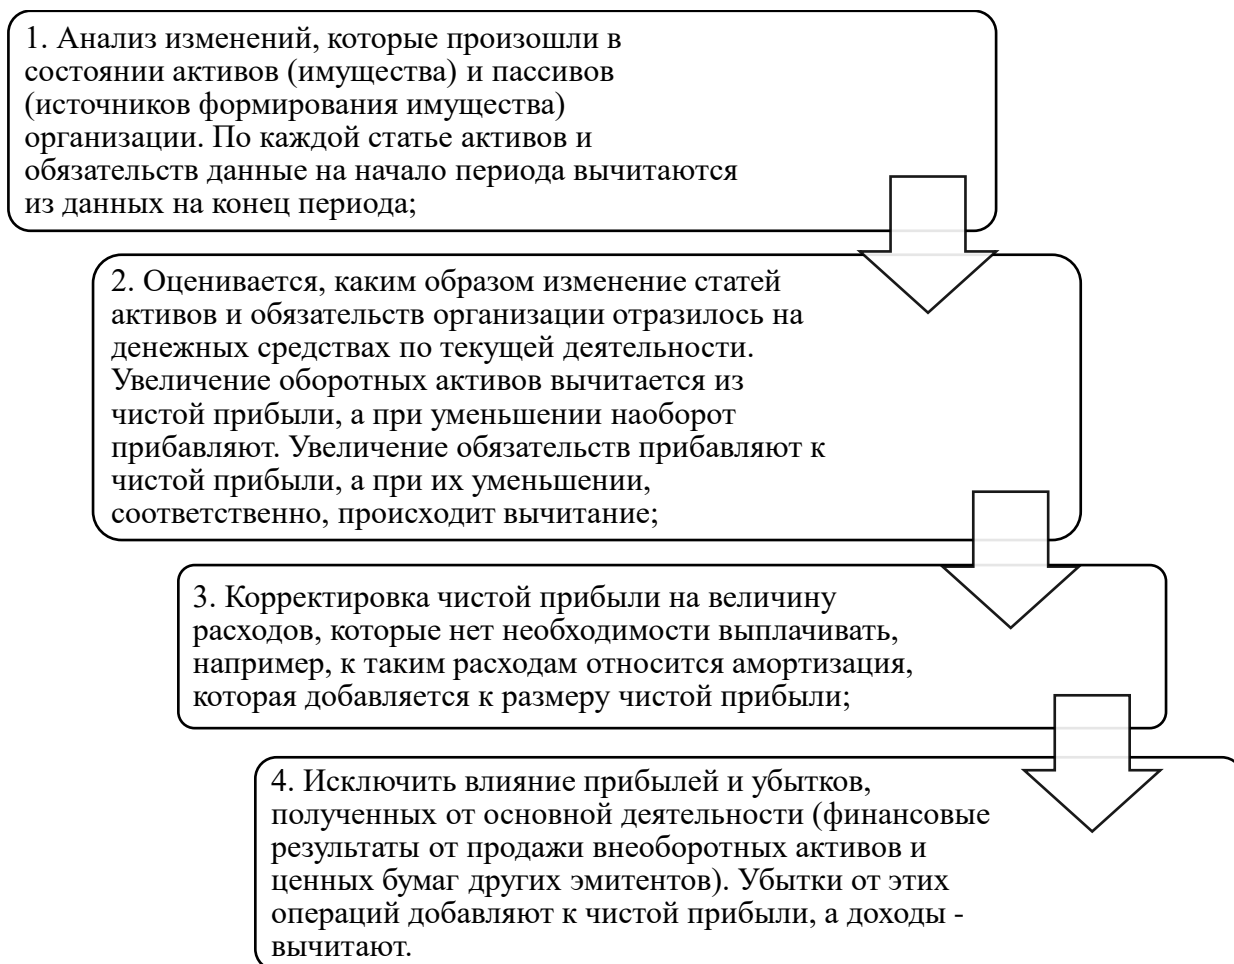 1. Анализ изменений, которые произошли в
состоянии активов (имущества) и пассивов
(источников формирования имущества)
организации. По каждой статье активов и
обязательств данные на начало периода вычитаются
из данных на конец периода;
2. Оценивается, каким образом изменение статей
активов и обязательств организации отразилось на
денежных средствах по текущей деятельности.
Увеличение оборотных активов вычитается из
чистой прибыли, а при уменьшении наоборот
прибавляют. Увеличение обязательств прибавляют к
чистой прибыли, а при их уменьшении,
соответственно, происходит вычитание;
3. Корректировка чистой прибыли на величину
расходов, которые нет необходимости выплачивать,
например, к таким расходам относится амортизация,
которая добавляется к размеру чистой прибыли;
4. Исключить влияние прибылей и убытков,
полученных от основной деятельности (финансовые
результаты от продажи внеоборотных активов и
ценных бумаг других эмитентов). Убытки от этих
операций добавляют к чистой прибыли, а доходы -
вычитают.